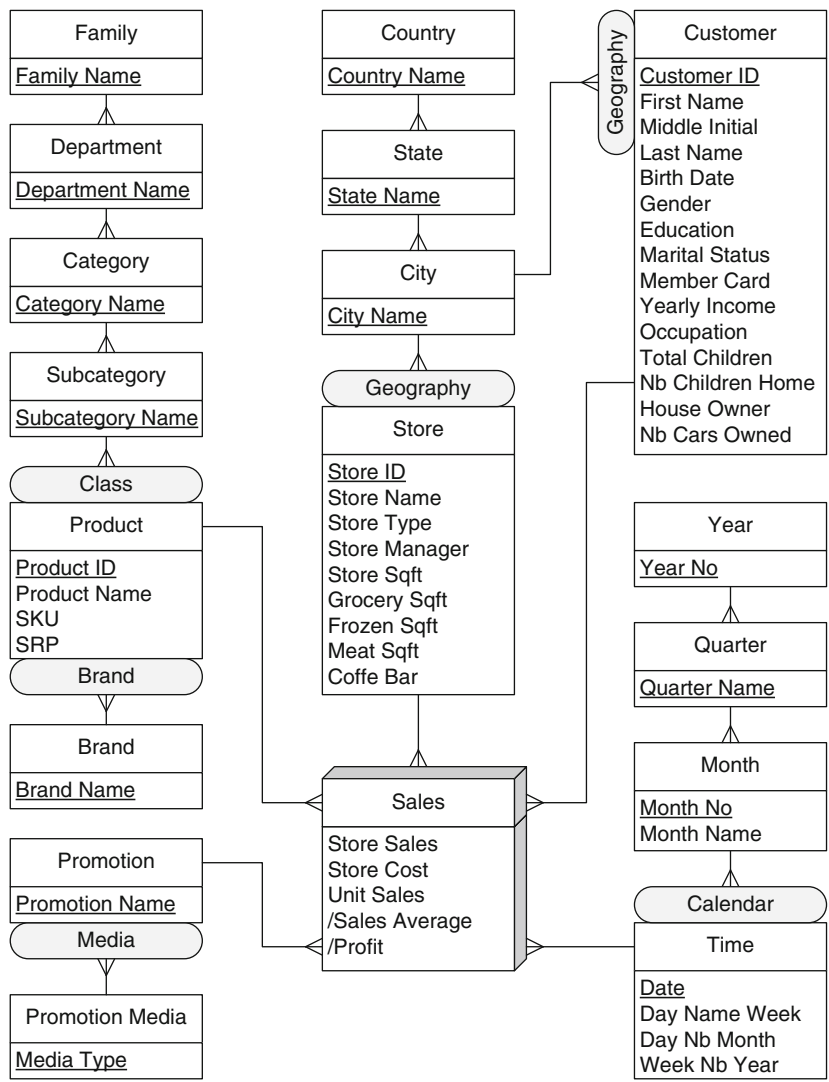 Family
Family Name
Department
Department Name
Category
Category Name
Subcategory
Subcategory Name
Class
Product
Product ID
Product Name
SKU
SRP
Brand
Brand
Brand Name
Promotion
Promotion Name
Media
Promotion Media
Media Type
Country
Country Name
State
State Name
City
City Name
Geography
Store
Store ID
Store Name
Store Type
Store Manager
Store Sqft
Grocery Sqft
Frozen Sqft
Meat Sqft
Coffe Bar
Sales
Store Sales
Store Cost
Unit Sales
/Sales Average
/Profit
Geography
Customer
Customer ID
First Name
Middle Initial
Last Name
Birth Date
Gender
Education
Marital Status
Member Card
Yearly Income
Occupation
Total Children
Nb Children Home
House Owner
Nb Cars Owned
Year
Year No
Quarter
Quarter Name
Month
Month No
Month Name
Calendar
Time
Date
Day Name Week
Day Nb Month
Week Nb Year